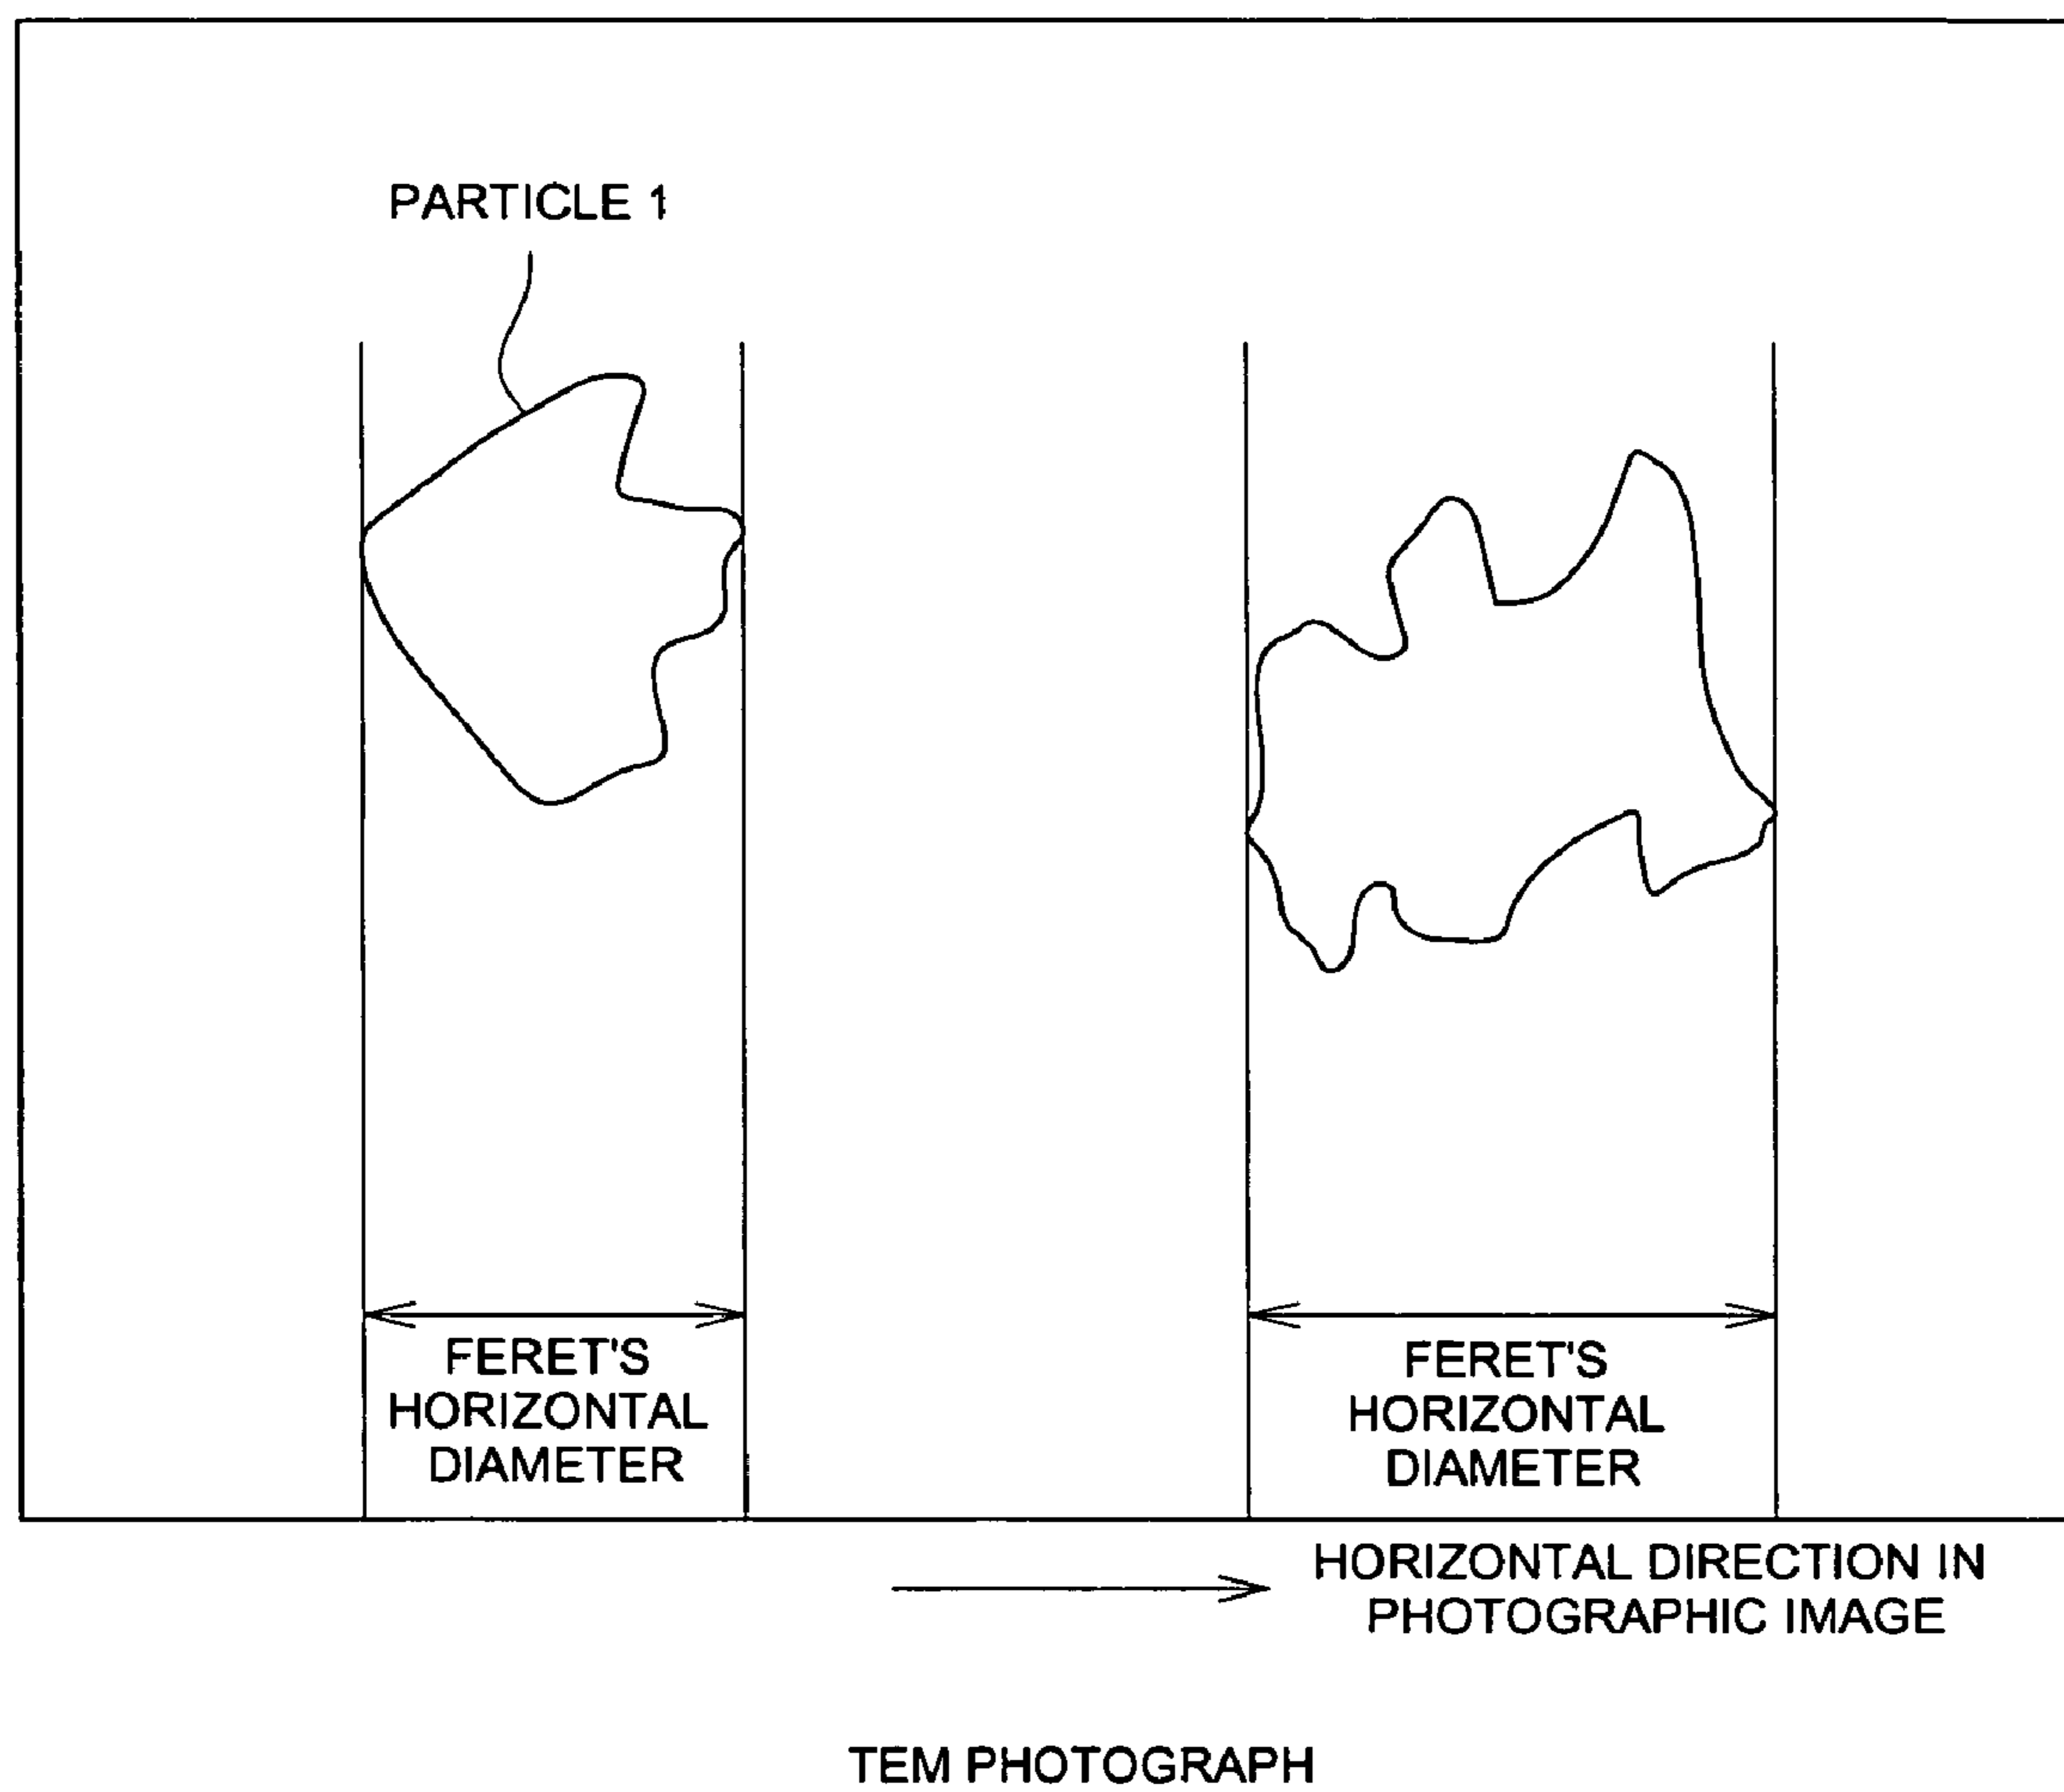 PARTICLE 1
FERET'S
HORIZONTAL
DIAMETER
FERET'S
HORIZONTAL
DIAMETER
HORIZONTAL DIRECTION IN
PHOTOGRAPHIC IMAGE
TEM PHOTOGRAPH